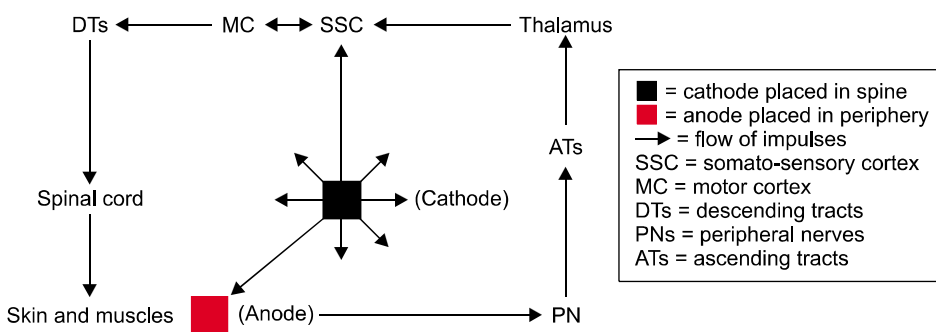 DTs MC SSC Thalamus
ATs
Spinal cord (Cathode)
Skin and muscles (Anode) PN
= cathode placed in spine
= anode placed in periphery
= flow of impulses
SSC = somato-sensory cortex
MC = motor cortex
DTs = descending tracts
PNs = peripheral nerves
ATs = ascending tracts